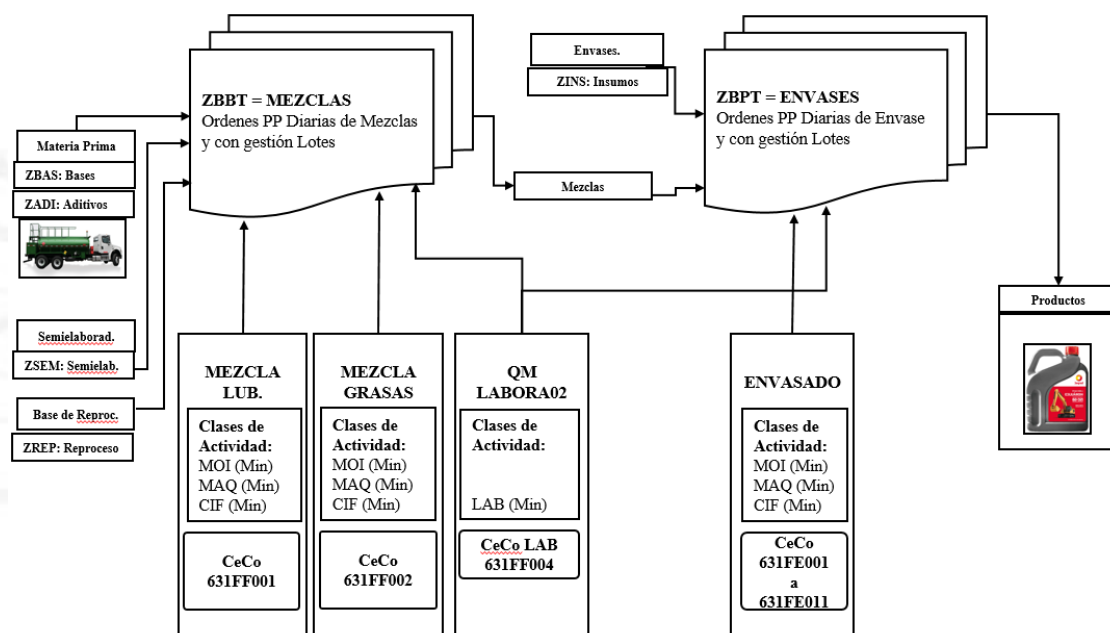 ZBBT = MEZCLAS
Ordenes PP Diarias de Mezclas
y con gestión Lotes
Envases.
ZINS: Insumos
ZBPT = ENVASES
Ordenes PP Diarias de Envase
y con gestión Lotes
Materia Prima
ZBAS: Bases
ZADI: Aditivos
Mezclas
Semielaborad.
ZSEM: Semielab.
Base de Reproc.
ZREP: Reproceso
Productos
MEZCLA
LUB.
Clases de
Actividad:
MOI (Min)
MAQ (Min)
CIF (Min)
CeCo
631FF001
MEZCLA
GRASAS
Clases de
Actividad:
MOI (Min)
MAQ (Min)
CIF (Min)
CeCo
631FF002
QM
LABORA02
Clases de
Actividad:
LAB (Min)
CeCo LAB
631FF004
ENVASADO
Clases de
Actividad:
MOI (Min)
MAQ (Min)
CIF (Min)
CeCo
631FE001
a
631FE011